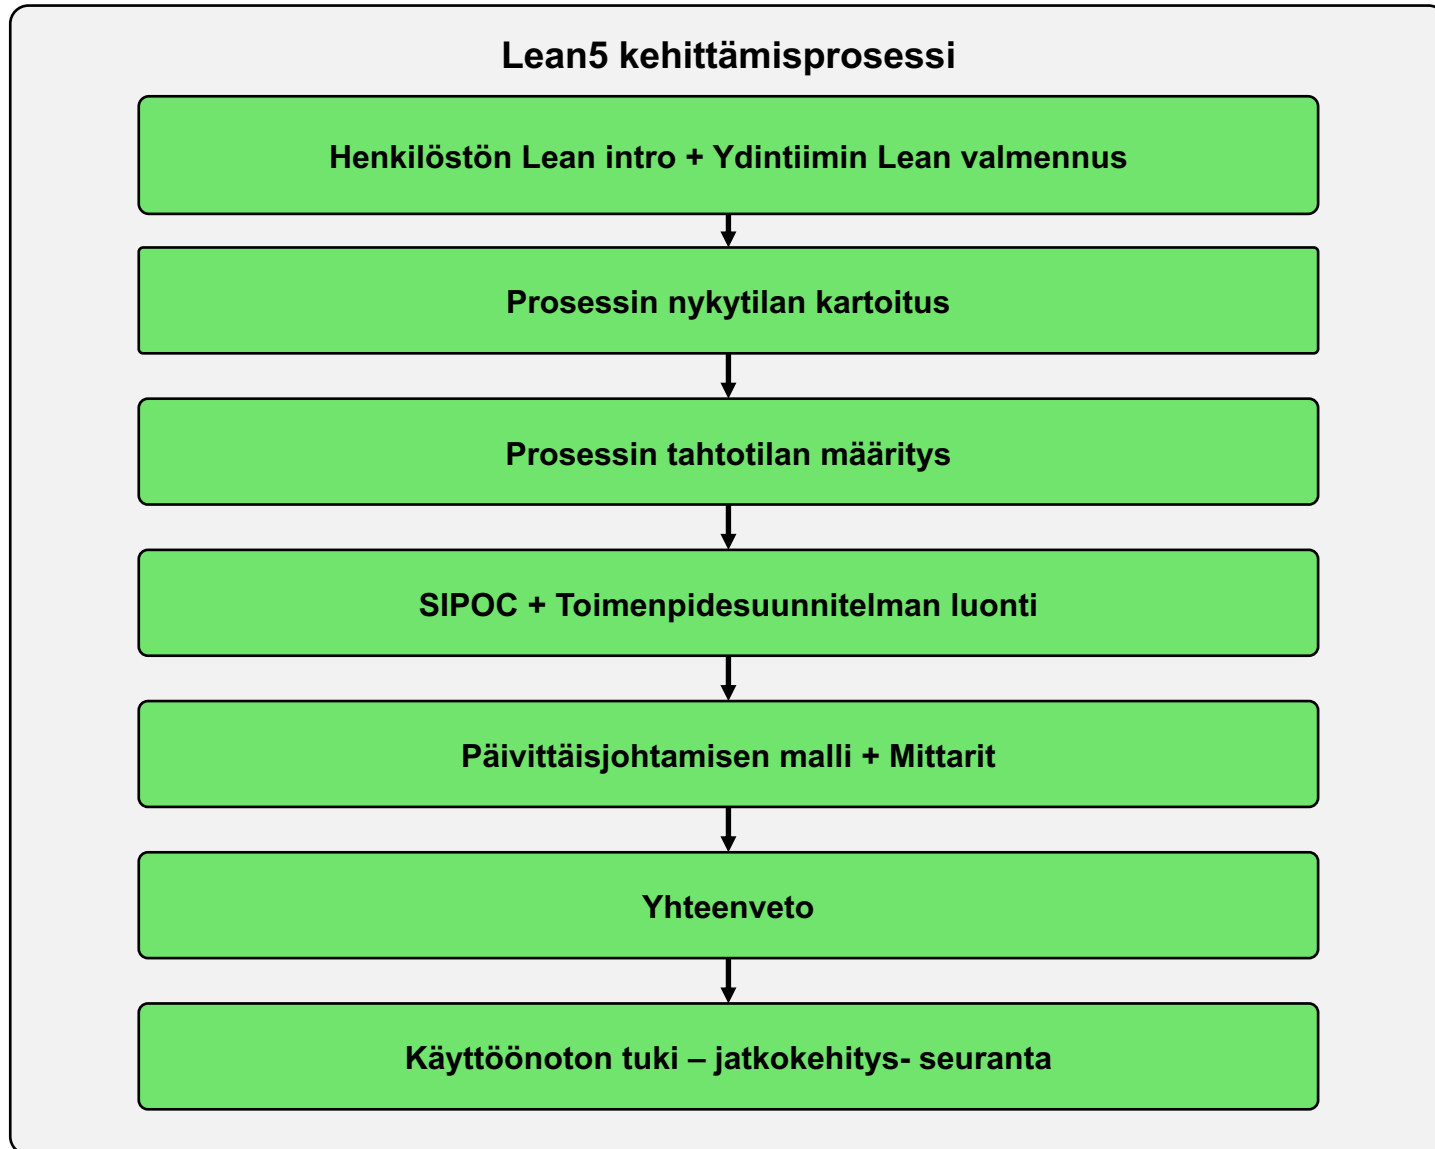 Lean5 kehittämisprosessi
Henkilöstön Lean intro + Ydintiimin Lean valmennus
Prosessin nykytilan kartoitus
Prosessin tahtotilan määritys
SIPOC + Toimenpidesuunnitelman luonti
Päivittäisjohtamisen malli + Mittarit
Yhteenveto
Käyttöönoton tuki – jatkokehitys- seuranta